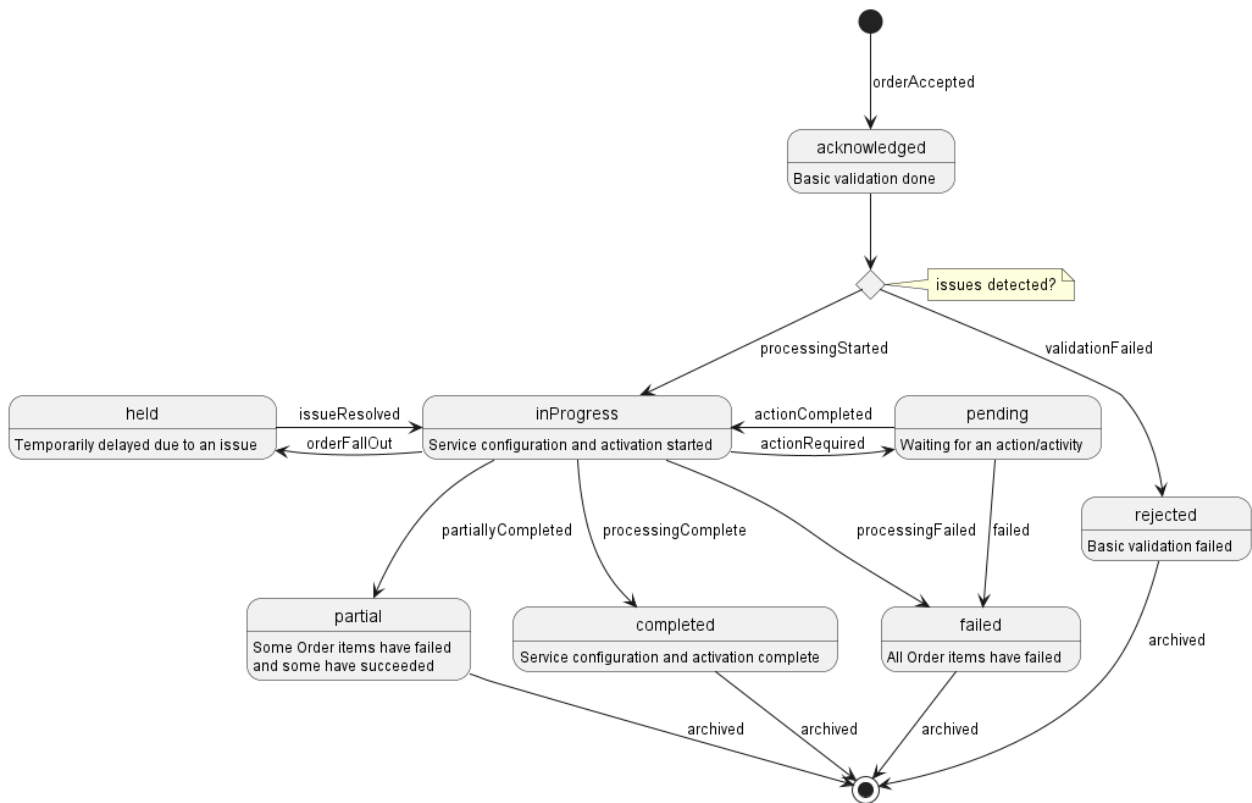 orderAccepted
acknowledged
Basic validation done
issues detected?
processingStarted
validationFailed
held
Temporarily delayed due to an issue
issueResolved
orderFallOut
inProgress
Service configuration and activation started
actionCompleted
actionRequired
pending
Waiting for an action/activity
rejected
Basic validation failed
partiallyCompleted
processingComplete
processingFailed
failed
partial
Some Order items have failed
and some have succeeded
completed
Service configuration and activation complete
failed
All Order items have failed
archived
archived
archived
archived